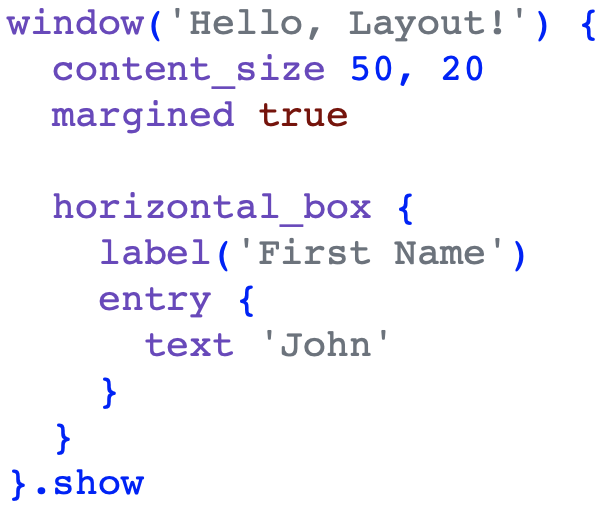 window('Hello, Layout!') {
  content_size 50, 20
  margined true

  horizontal_box {
    label('First Name')
    entry {
      text 'John'
    }
  }
}.show